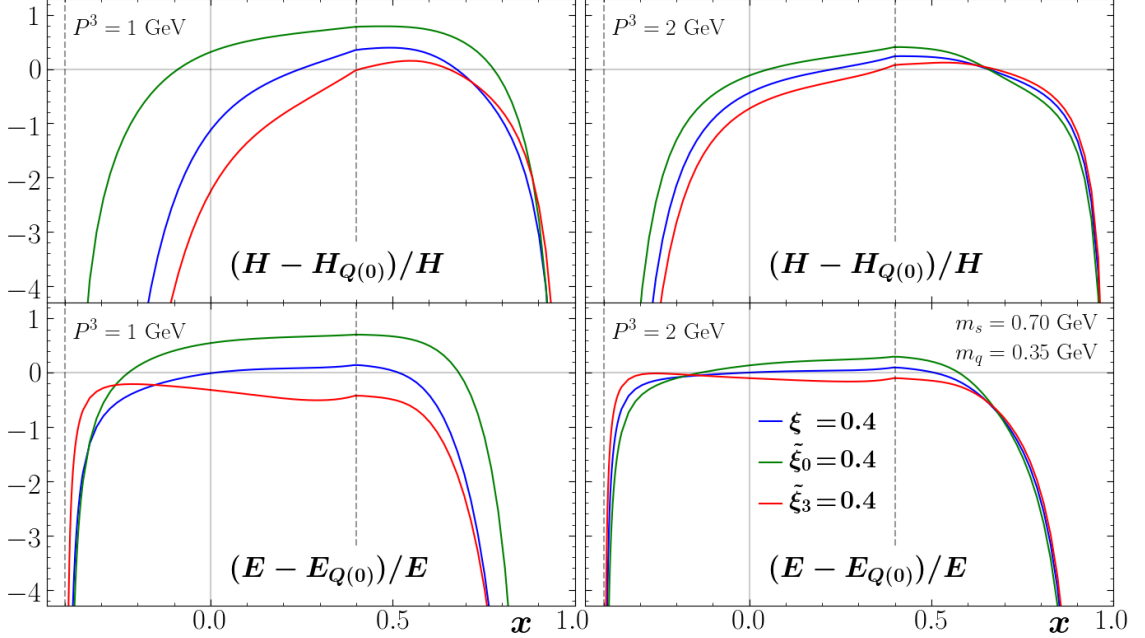 1
0
−1
−2
−3
−4
P³ = 1 GeV
(H − H_Q(0))/H
P³ = 2 GeV
(H − H_Q(0))/H
1
0
−1
−2
−3
−4
P³ = 1 GeV
(E − E_Q(0))/E
0.0
0.5
x
1.0
P³ = 2 GeV
m_s = 0.70 GeV
m_q = 0.35 GeV
ξ = 0.4
ξ̃₀ = 0.4
ξ̃₃ = 0.4
(E − E_Q(0))/E
0.0
0.5
x
1.0